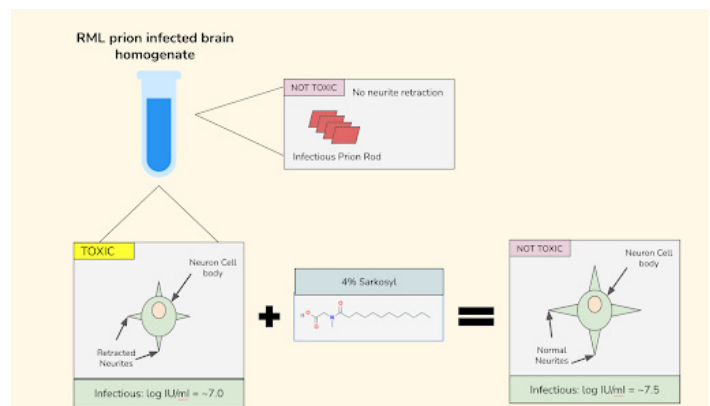 RML prion infected brain
homogenate
NOT TOXIC
No neurite retraction
Infectious Prion Rod
TOXIC
Neuron Cell
body
Retracted
Neurites
Infectious: log IU/ml = ~7.0
4% Sarkosyl
H
O
O
N
O
NOT TOXIC
Neuron Cell
body
Normal
Neurites
Infectious: log IU/ml = ~7.5